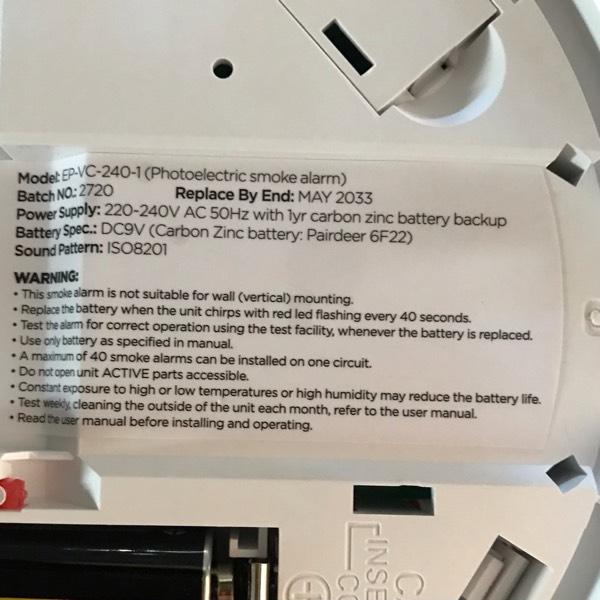 Model: EP-VC-240-1 (Photoelectric smoke alarm)
Batch NO.: 2720 Replace By End: MAY 2033
Power Supply: 220-240V AC 50Hz with 1yr carbon zinc battery backup
Battery Spec.: DC9V (Carbon Zinc battery: Pairdeer 6F22)
Sound Pattern: ISO8201
WARNING:
• This smoke alarm is not suitable for wall (vertical) mounting.
• Replace the battery when the unit chirps with red led flashing every 40 seconds.
• Test the alarm for correct operation using the test facility, whenever the battery is replaced.
• Use only battery as specified in manual.
• A maximum of 40 smoke alarms can be installed on one circuit.
• Do not open unit ACTIVE parts accessible.
• Constant exposure to high or low temperatures or high humidity may reduce the battery life.
• Test weekly, cleaning the outside of the unit each month, refer to the user manual.
• Read the user manual before installing and operating.